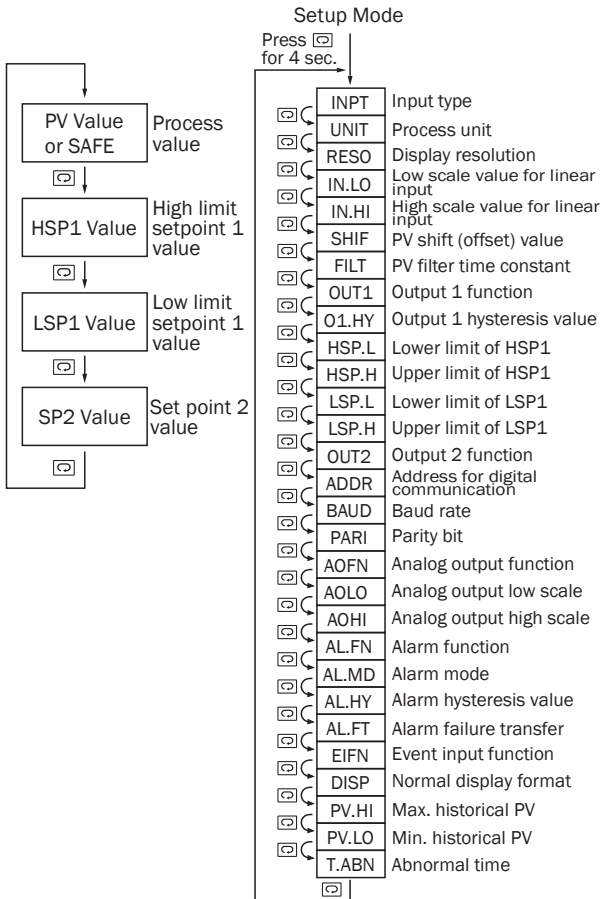 Setup Mode
Press
for 4 sec.
PV Value
or SAFE
Process
value
HSP1 Value
High limit
setpoint 1
value
LSP1 Value
Low limit
setpoint 1
value
SP2 Value
Set point 2
value
INPT Input type
UNIT Process unit
RESO Display resolution
IN.LO Low scale value for linear
input
IN.HI High scale value for linear
input
SHIF PV shift (offset) value
FILT PV filter time constant
OUT1 Output 1 function
O1.HY Output 1 hysteresis value
HSP.L Lower limit of HSP1
HSP.H Upper limit of HSP1
LSP.L Lower limit of LSP1
LSP.H Upper limit of LSP1
OUT2 Output 2 function
ADDR Address for digital
communication
BAUD Baud rate
PARI Parity bit
AOFN Analog output function
AOLO Analog output low scale
AOHI Analog output high scale
AL.FN Alarm function
AL.MD Alarm mode
AL.HY Alarm hysteresis value
AL.FT Alarm failure transfer
EIFN Event input function
DISP Normal display format
PV.HI Max. historical PV
PV.LO Min. historical PV
T.ABN Abnormal time